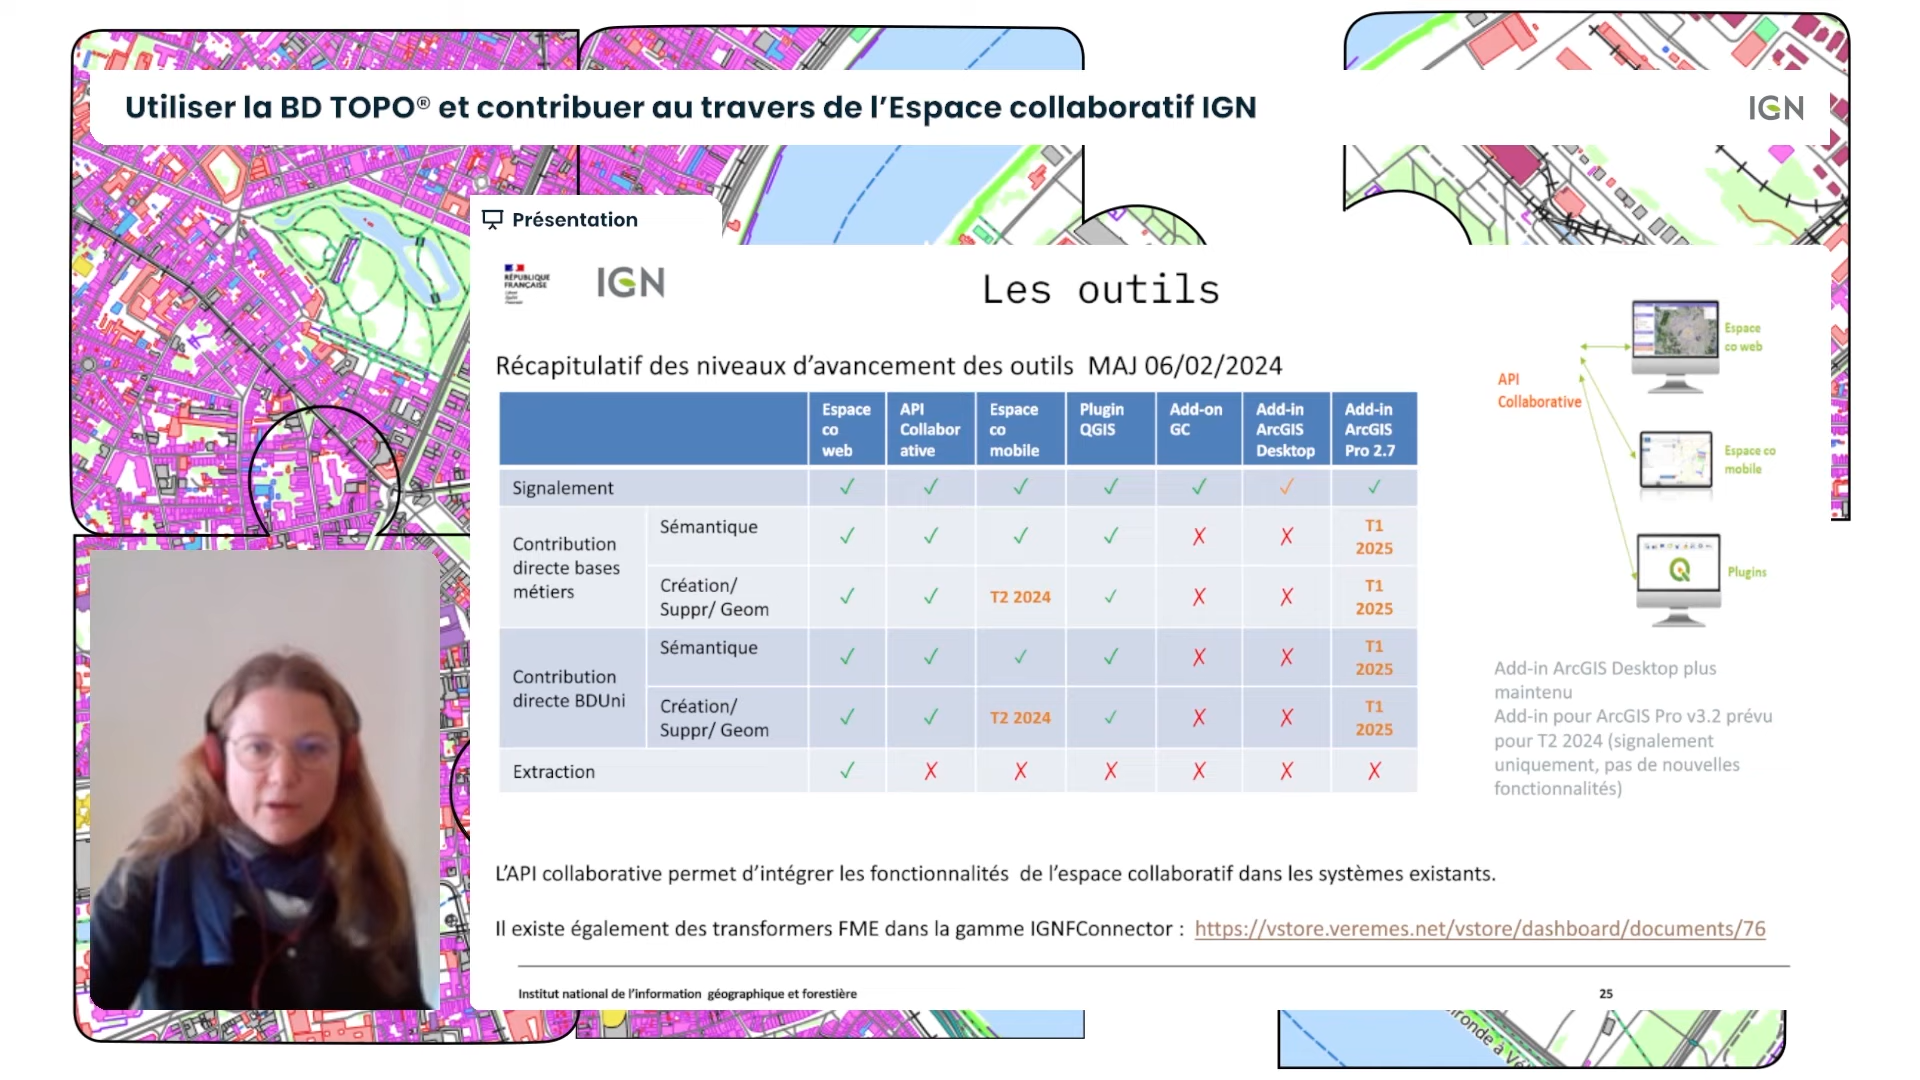 Utiliser la BD TOPO® et contribuer au travers de l'Espace collaboratif IGN
IGN
Présentation
RÉPUBLIQUE
FRANÇAISE
IGN
Les outils
Récapitulatif des niveaux d'avancement des outils MAJ 06/02/2024
Espace co web
API Collaborative
Espace co mobile
Plugin QGIS
Add-on GC
Add-in ArcGIS Desktop
Add-in ArcGIS Pro 2.7
Signalement ✓ ✓ ✓ ✓ ✓ ✓ ✓
Contribution directe bases métiers
Sémantique ✓ ✓ ✓ ✓ X X T1 2025
Création/ Suppr/ Geom ✓ ✓ T2 2024 ✓ X X T1 2025
Contribution directe BDUni
Sémantique ✓ ✓ ✓ ✓ X X T1 2025
Création/ Suppr/ Geom ✓ ✓ T2 2024 ✓ X X T1 2025
Extraction ✓ X X X X X X
API
Collaborative
Espace
co web
Espace co
mobile
Plugins
Add-in ArcGIS Desktop plus
maintenu
Add-in pour ArcGIS Pro v3.2 prévu
pour T2 2024 (signalement
uniquement, pas de nouvelles
fonctionnalités)
L'API collaborative permet d'intégrer les fonctionnalités de l'espace collaboratif dans les systèmes existants.
Il existe également des transformers FME dans la gamme IGNFConnector : https://vstore.veremes.net/vstore/dashboard/documents/76
Institut national de l'information géographique et forestière
25